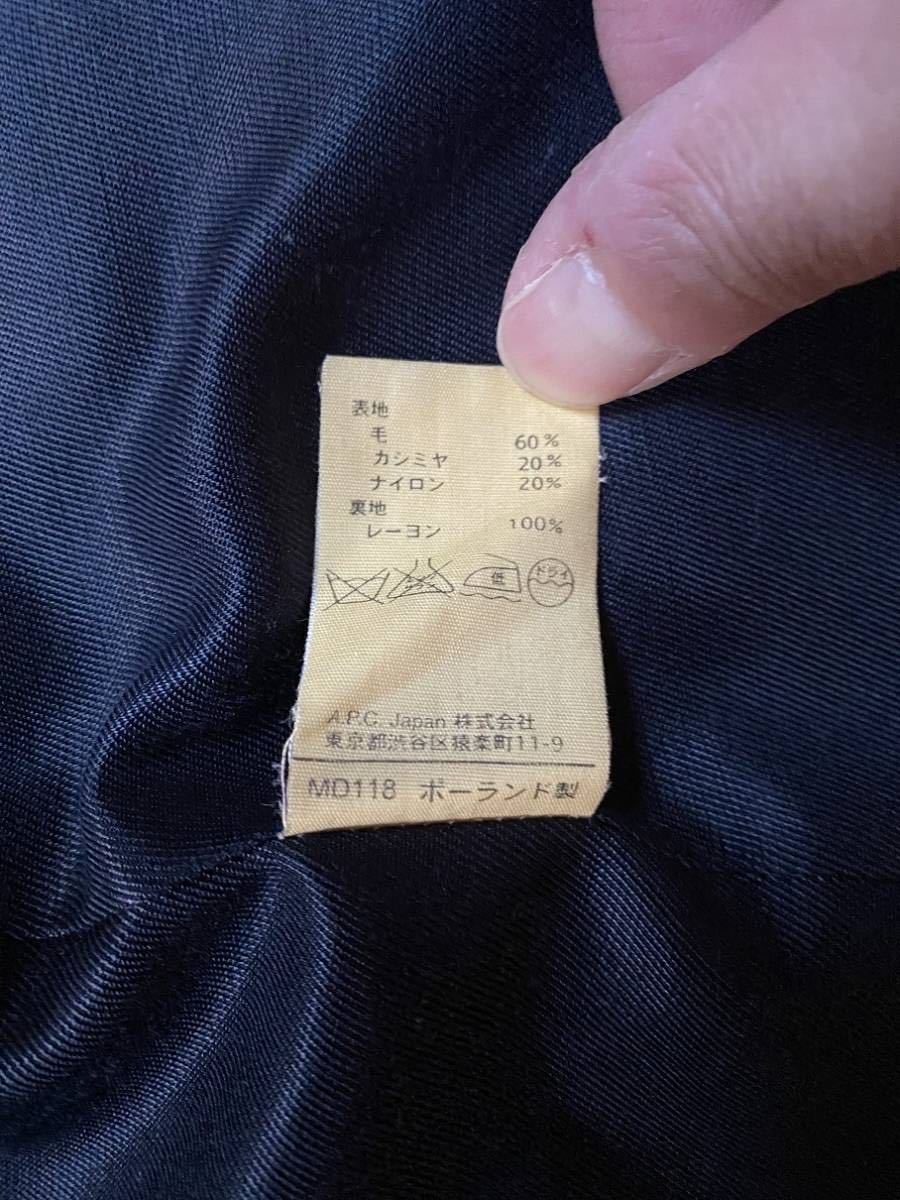 表地
毛 60%
カシミヤ 20%
ナイロン 20%
裏地
レーヨン 100%
低 ドライ
A.P.C. Japan 株式会社
東京都渋谷区猿楽町11-9
MD118 ポーランド製